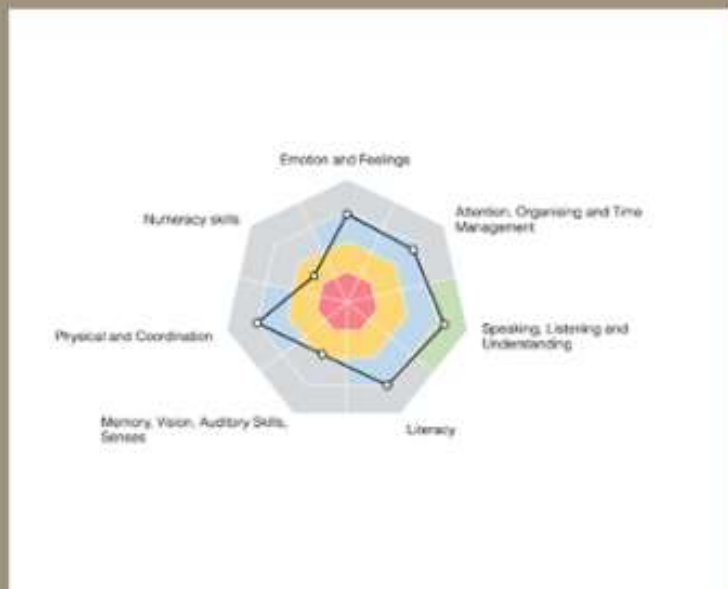 Emotion and Feelings
Numeracy skills
Attention, Organising and Time
Management
Physical and Coordination
Speaking, Listening and
Understanding
Memory, Vision, Auditory Skills,
Senses
Literacy